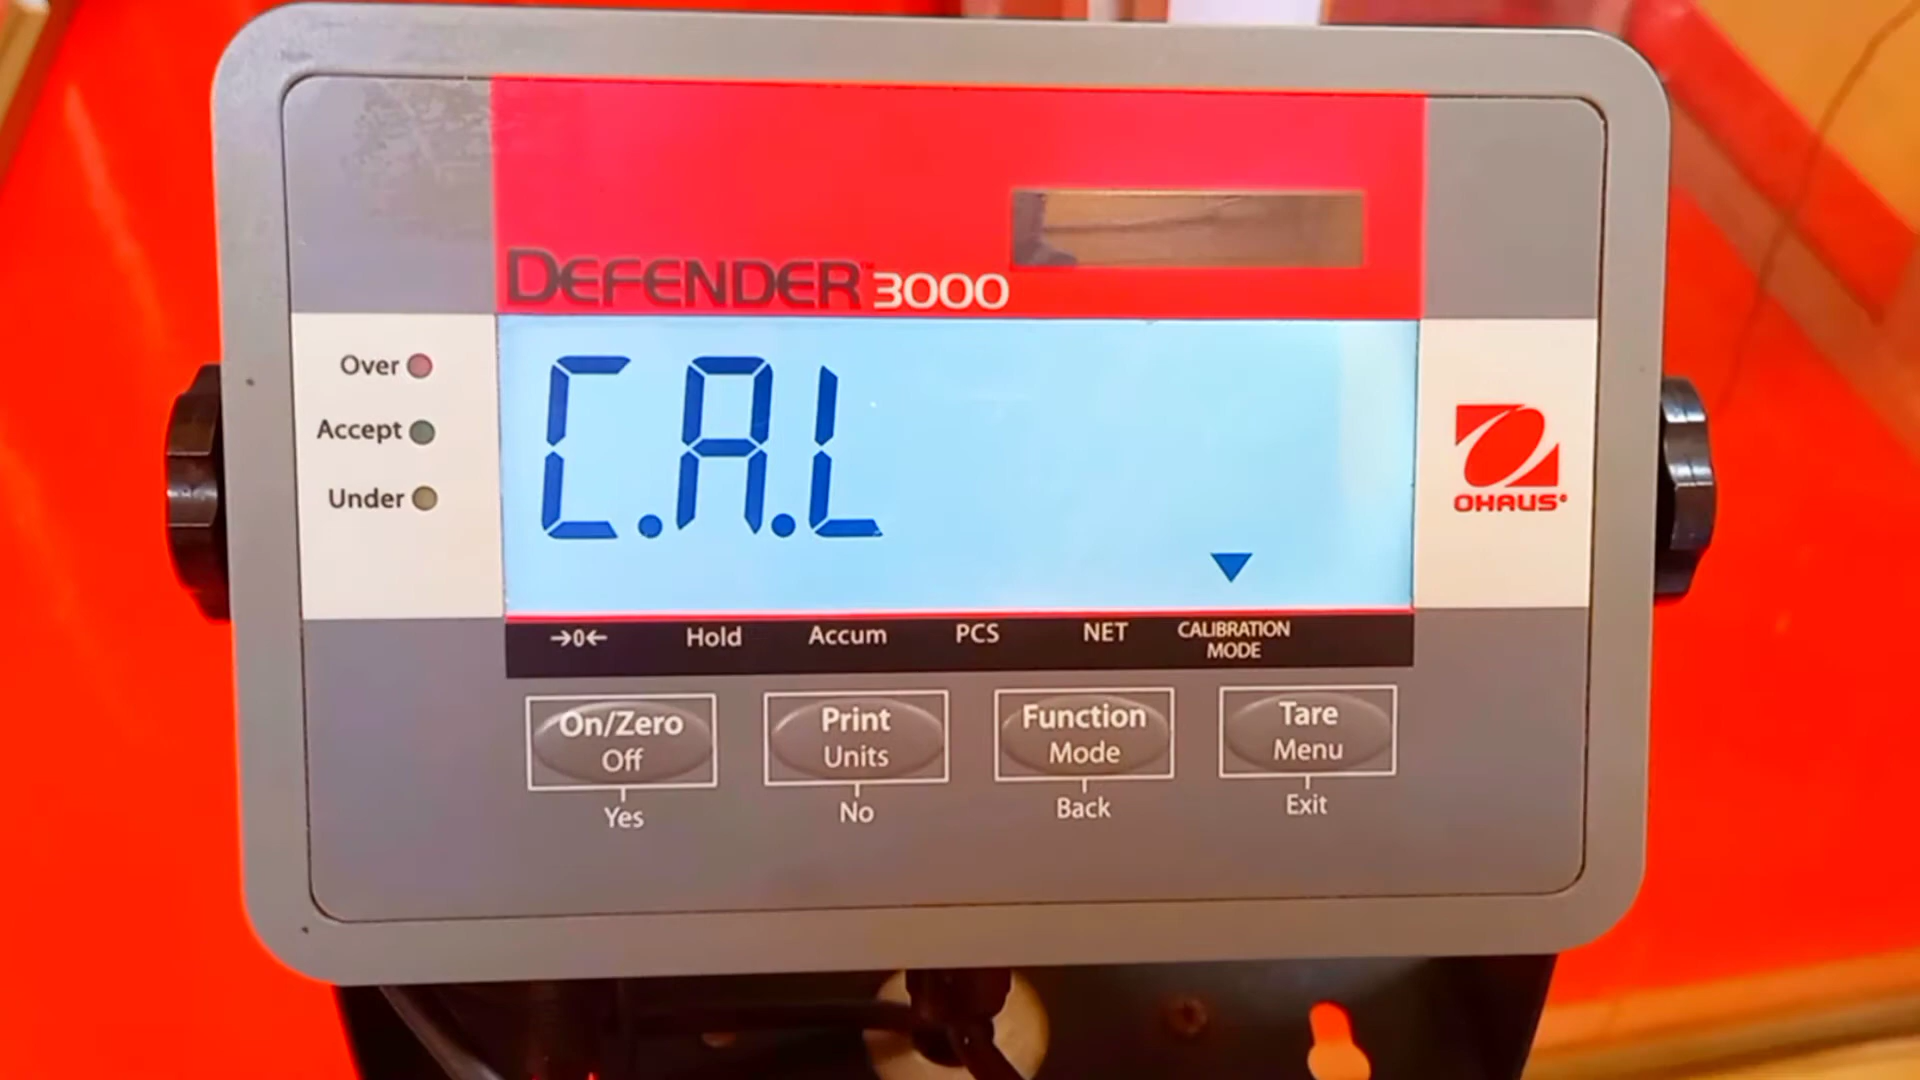 DEFENDER™ 3000
Over
Accept
Under
C.A.L
OHAUS®
→0← Hold Accum PCS NET CALIBRATION MODE
On/Zero Print Function Tare
Off Units Mode Menu
Yes No Back Exit